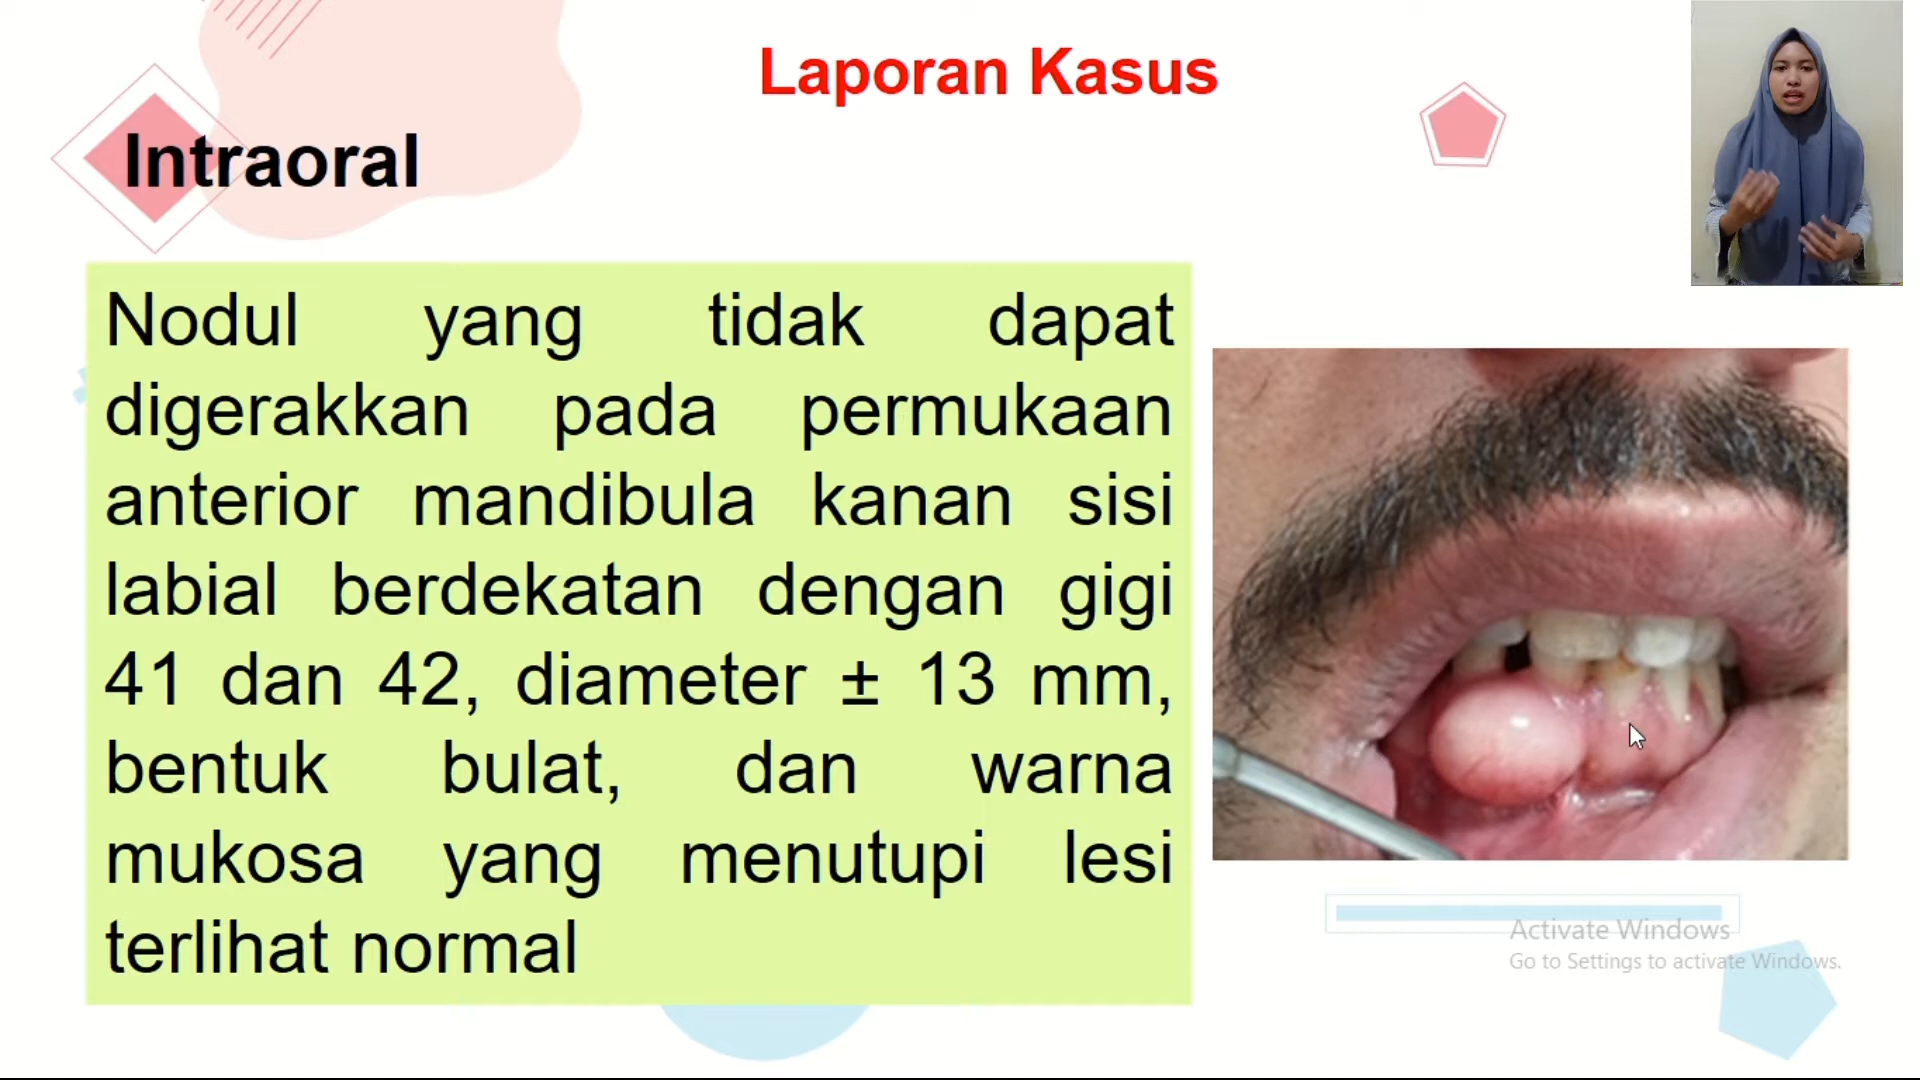 Laporan Kasus
Intraoral
Nodul yang tidak dapat
digerakkan pada permukaan
anterior mandibula kanan sisi
labial berdekatan dengan gigi
41 dan 42, diameter ± 13 mm,
bentuk bulat, dan warna
mukosa yang menutupi lesi
terlihat normal
Activate Windows
Go to Settings to activate Windows.